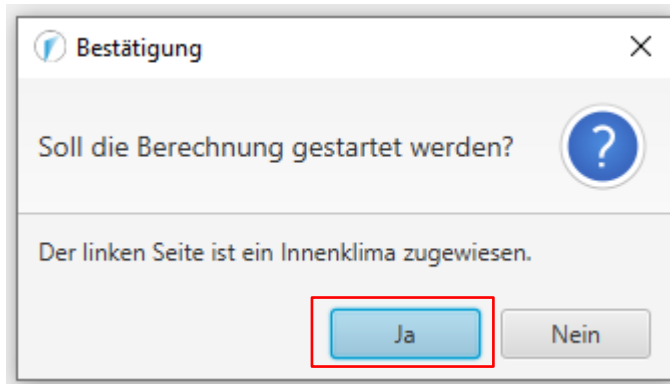 Bestätigung
Soll die Berechnung gestartet werden?
?
Der linken Seite ist ein Innenklima zugewiesen.
Ja
Nein